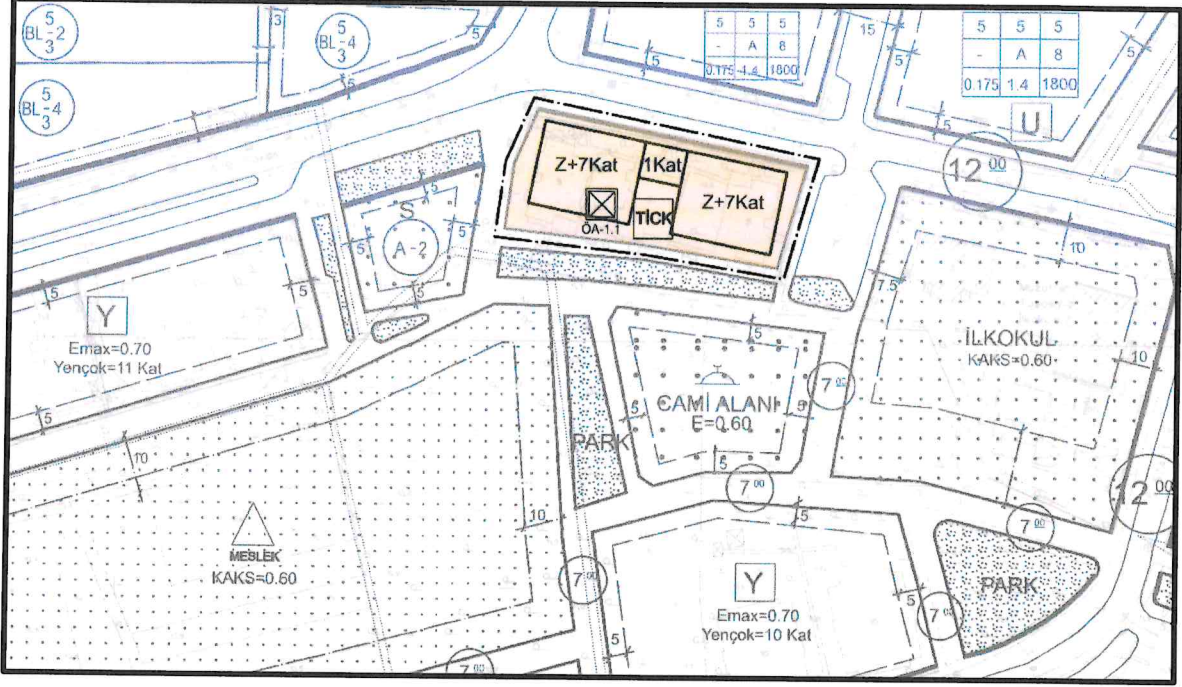 5
BL-2
3
3
5
BL-4
3
5
5
5 5 5
- A 8
0.175 1.4 1800
5
15
5
5 5 5
- A 8
0.175 1.4 1800
5
5
BL-4
3
U
5
12 00
Z+7Kat
1Kat
Z+7Kat
TİCK
ÖA-1.1
5
S
5
5
A-2
5
10
7.5
5
5
Y
Emax=0.70
Yençok=11 Kat
5
İLKOKUL
KAKS=0.60
10
5
7 00
CAMİ ALANI
E=0.60
5
5
5
PARK
10
7 00
12 00
10
5
7 00
MESLEK
KAKS=0.60
7 00
Y
Emax=0.70
Yençok=10 Kat
PARK
5
7 00
5
7 00